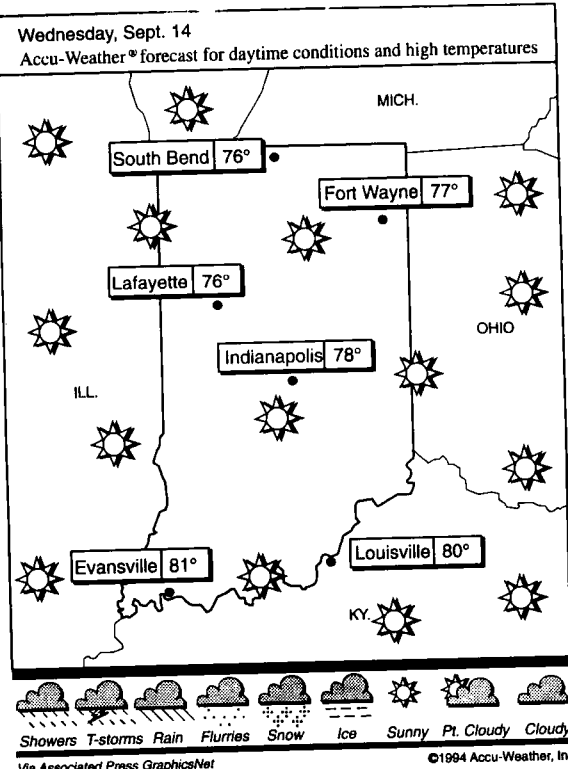 Wednesday, Sept. 14
Accu-Weather® forecast for daytime conditions and high temperatures
MICH.
South Bend 76°
Fort Wayne 77°
Lafayette 76°
OHIO
Indianapolis 78°
ILL.
Louisville 80°
Evansville 81°
KY.
Showers T-storms Rain Flurries Snow Ice Sunny Pt. Cloudy Cloudy
Via Associated Press GraphicsNet
©1994 Accu-Weather, In